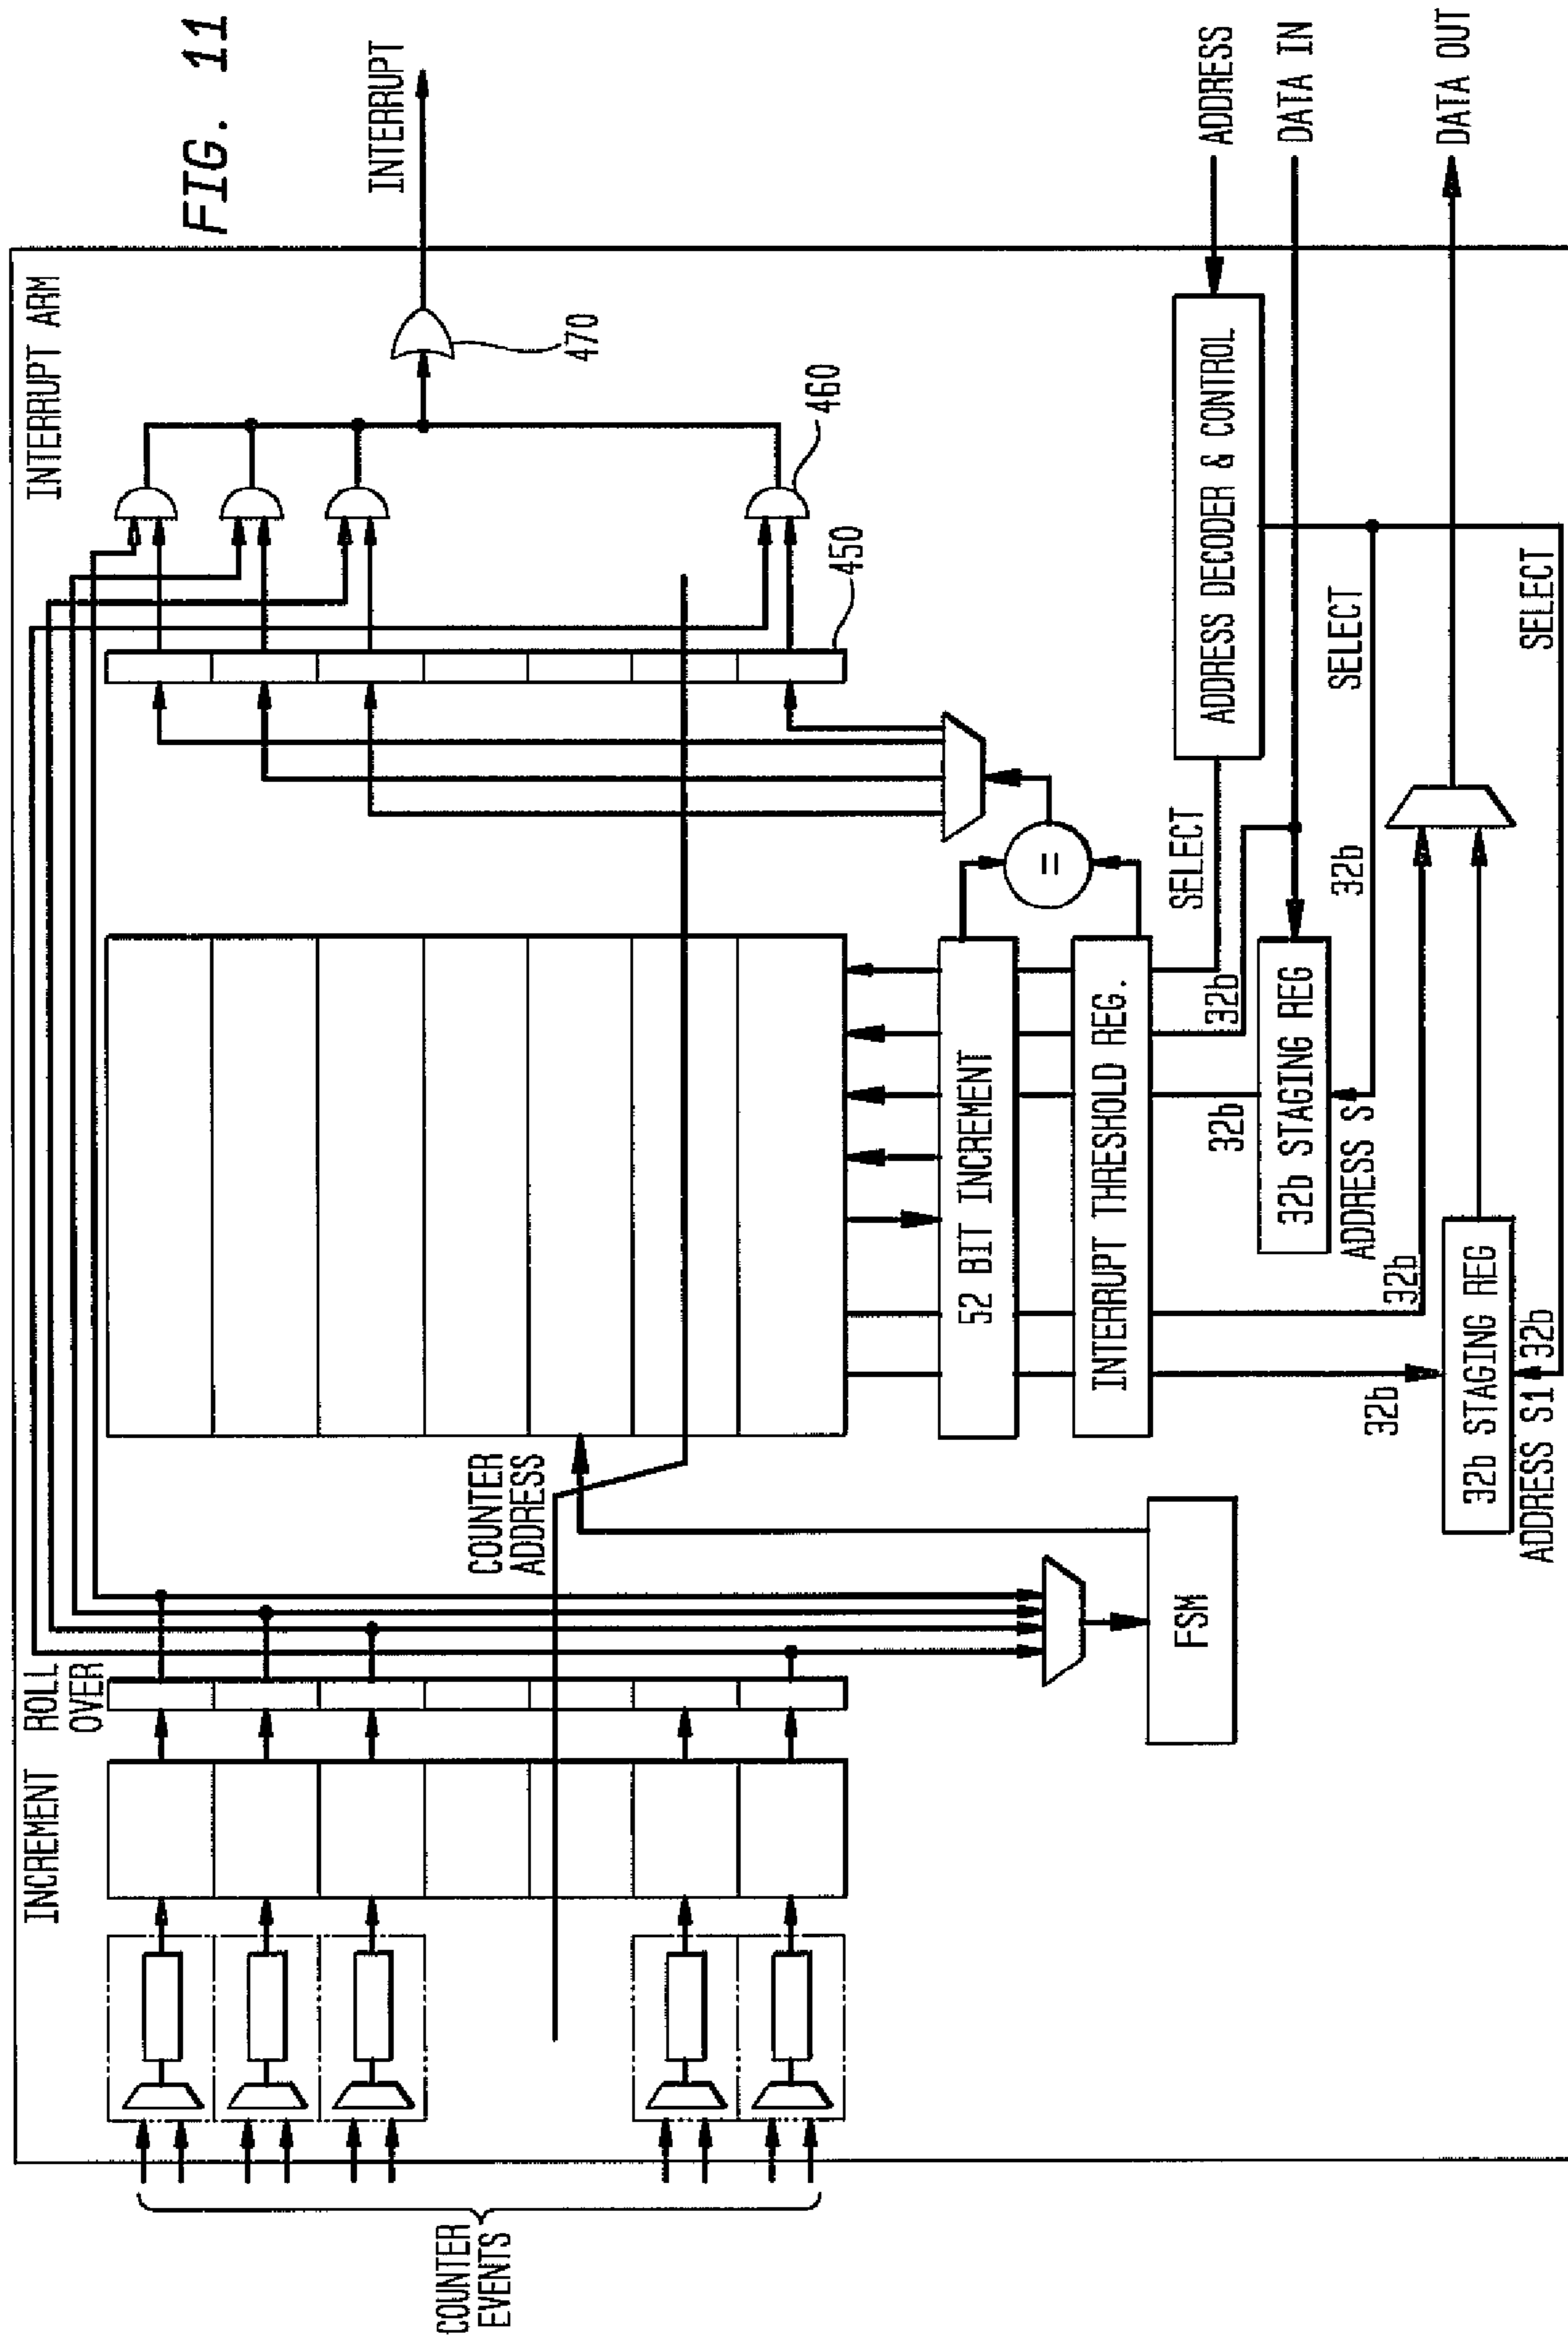 FIG. 11
COUNTER
EVENTS
INCREMENT
ROLL
OVER
COUNTER
ADDRESS
INTERRUPT ARM
INTERRUPT
470
460
450
FSM
52 BIT INCREMENT
=
INTERRUPT THRESHOLD REG.
SELECT
ADDRESS DECODER & CONTROL
ADDRESS
DATA IN
32b
32b
32b STAGING REG
ADDRESS S
32b
SELECT
32b
32b
32b STAGING REG
ADDRESS S1
32b
SELECT
DATA OUT